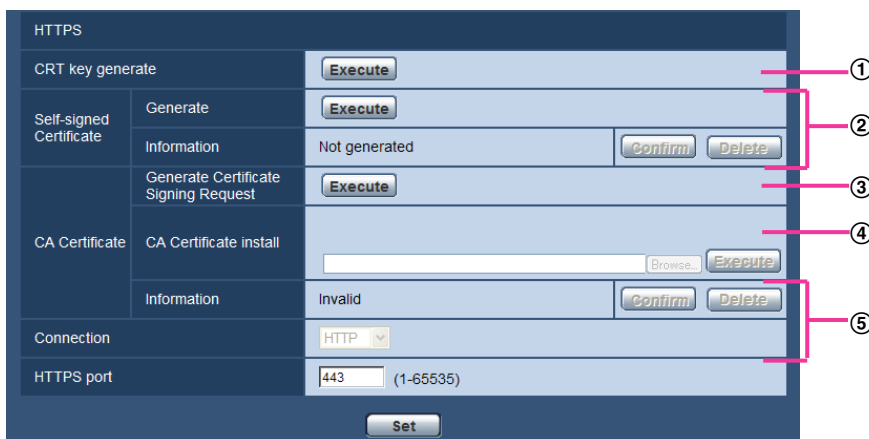 HTTPS
CRT key generate Execute ①
Self-signed Certificate Generate Execute ②
Information Not generated Confirm Delete
CA Certificate Generate Certificate Signing Request Execute ③
CA Certificate install Browse... Execute ④
Information Invalid Confirm Delete ⑤
Connection HTTP
HTTPS port 443 (1-65535)
Set